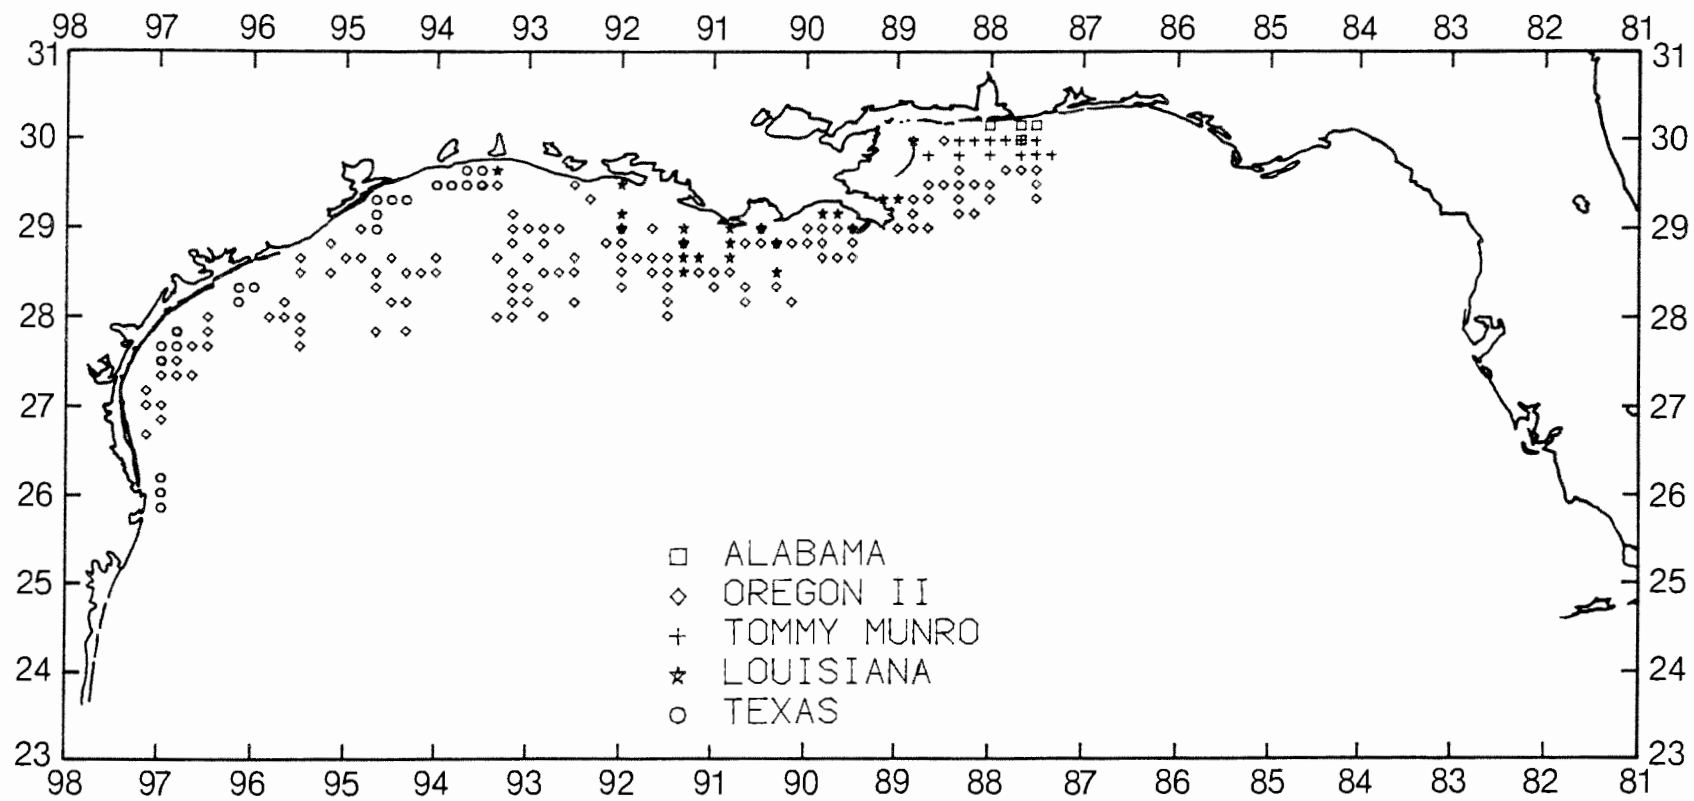 98 97 96 95 94 93 92 91 90 89 88 87 86 85 84 83 82 81
31 31
30 30
29 29
28 28
27 27
26 26
ALABAMA
25 OREGON II 25
TOMMY MUNRO
24 LOUISIANA 24
TEXAS
23 23
98 97 96 95 94 93 92 91 90 89 88 87 86 85 84 83 82 81